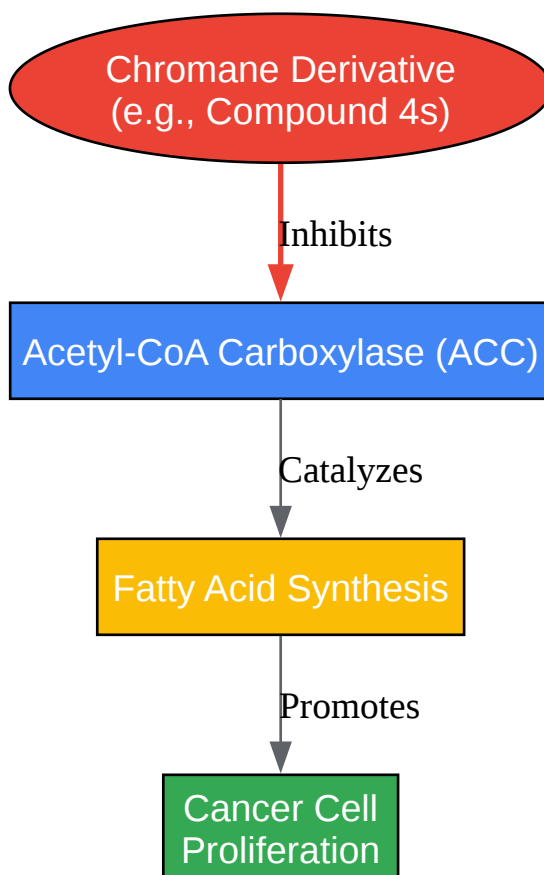 Chromane Derivative
(e.g., Compound 4s)
Inhibits
Acetyl-CoA Carboxylase (ACC)
Catalyzes
Fatty Acid Synthesis
Promotes
Cancer Cell
Proliferation